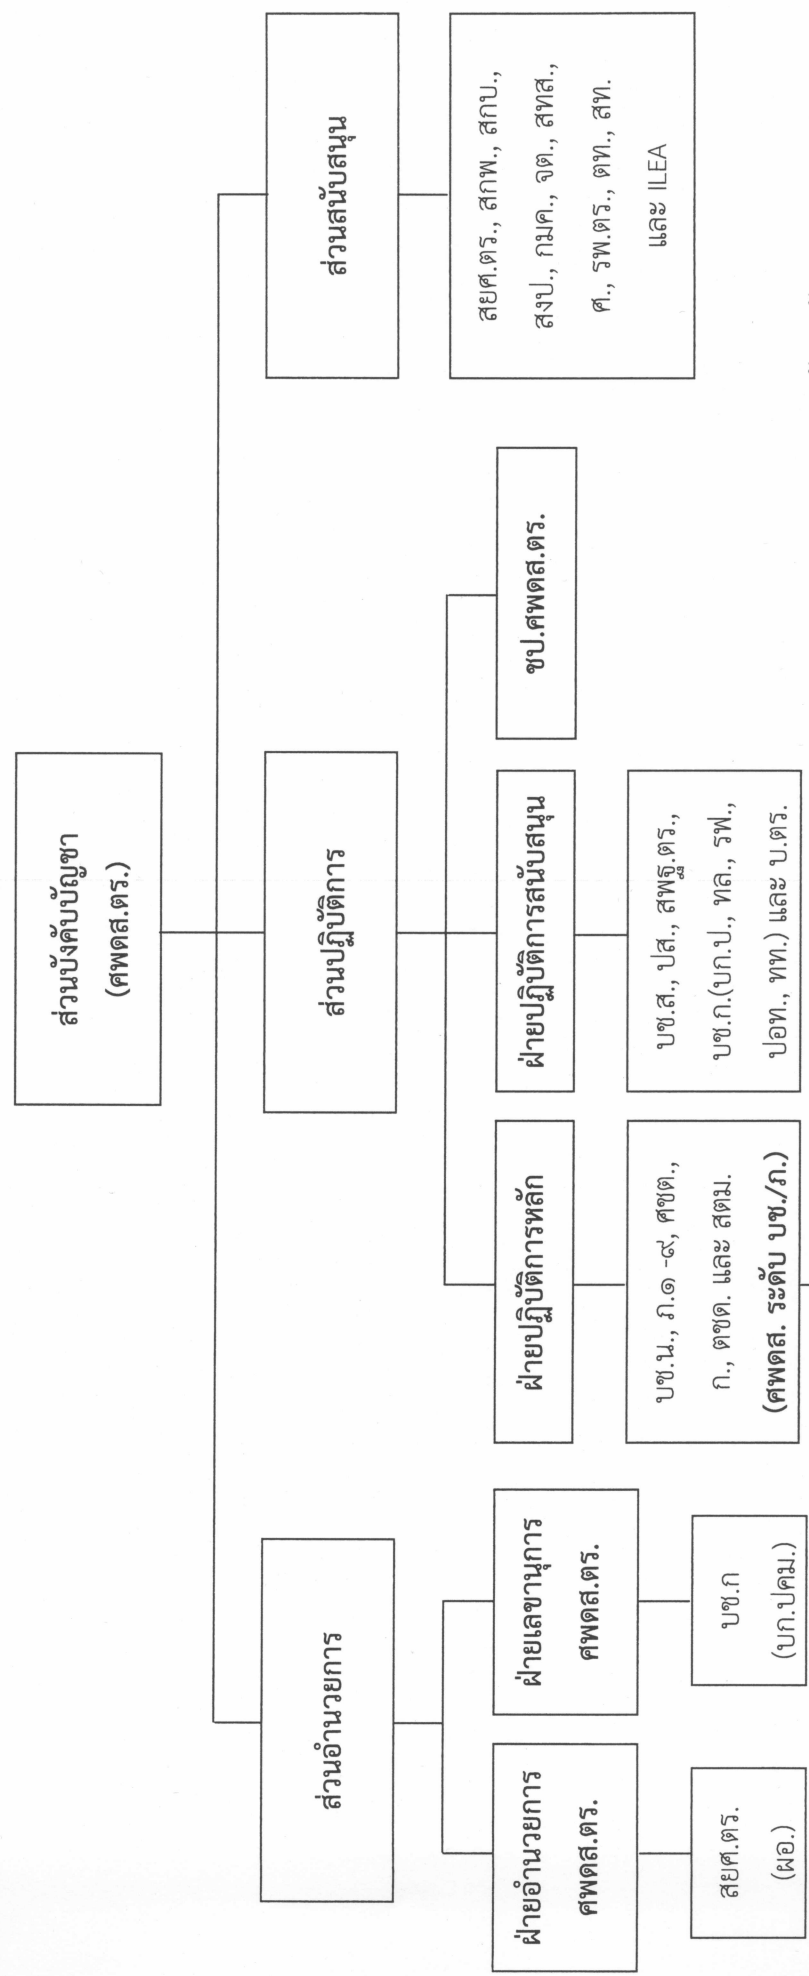 ส่วนบังคับบัญชา
(ศพดส.ตร.)
ส่วนอำนวยการ
ส่วนปฏิบัติการ
ส่วนสนับสนุน
ฝ่ายอำนวยการ
ศพดส.ตร.
ฝ่ายเลขานุการ
ศพดส.ตร.
ฝ่ายปฏิบัติการหลัก
ฝ่ายปฏิบัติการสนับสนุน
ชป.ศพดส.ตร.
สยศ.ตร., สกพ., สกบ.,
สงป., กมค., จต., สทส.,
ศ., รพ.ตร., ตท., สท.
และ ILEA
สยศ.ตร.
(ผอ.)
บช.ก
(บก.ปคม.)
บช.น., ภ.๑ -๙, ศชต.,
ก., ตชด. และ สตม.
(ศพดส. ระดับ บช./ภ.)
บช.ส., ปส., สพฐ.ตร.,
บช.ก.(บก.ป., ทล., รฟ.,
ปอท., ทท.) และ บ.ตร.